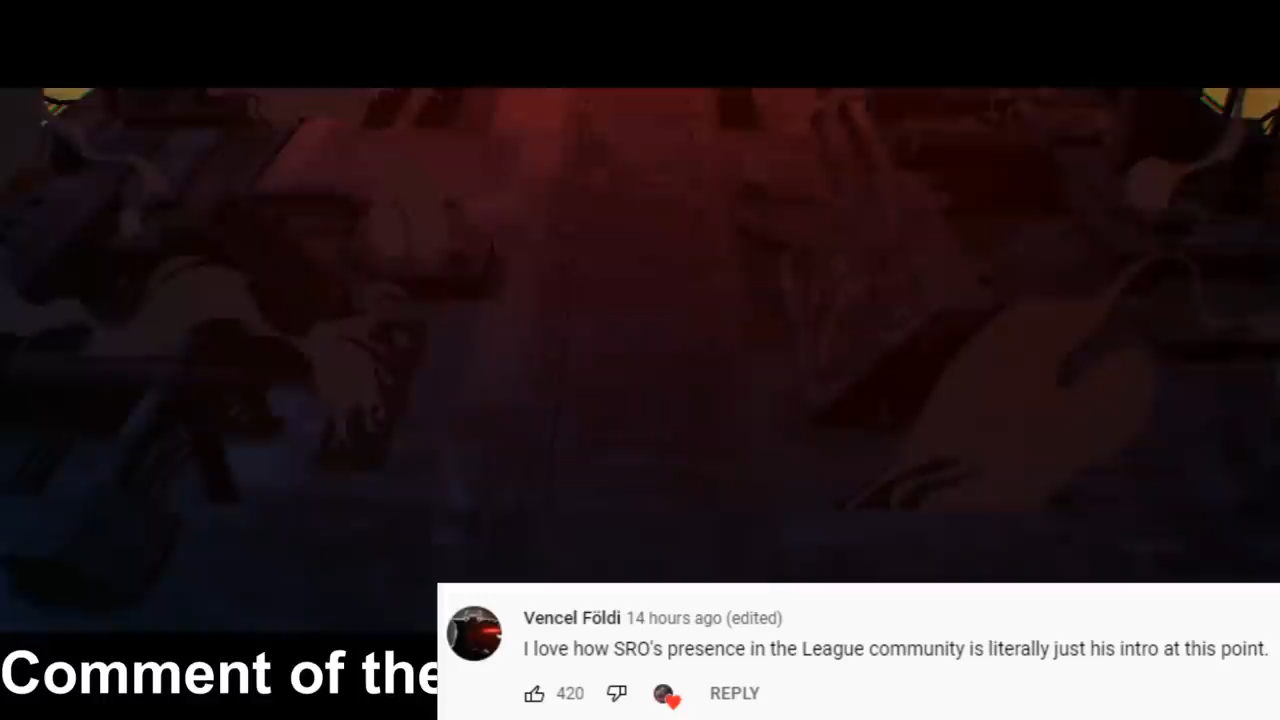 Vencel Földi 14 hours ago (edited)
I love how SRO's presence in the League community is literally just his intro at this point.
420 REPLY
Comment of the